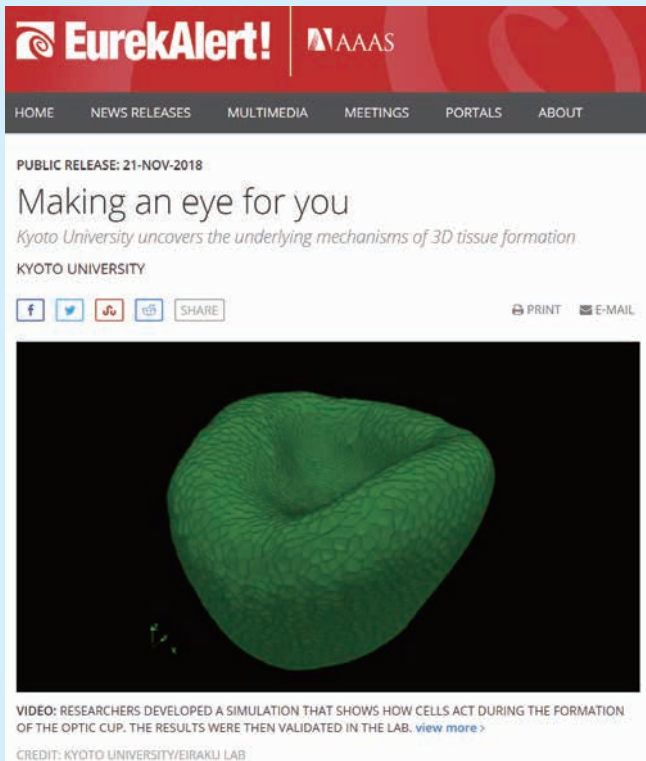 EurekAlert! AAAS
HOME NEWS RELEASES MULTIMEDIA MEETINGS PORTALS ABOUT
PUBLIC RELEASE: 21-NOV-2018
Making an eye for you
Kyoto University uncovers the underlying mechanisms of 3D tissue formation
KYOTO UNIVERSITY
SHARE PRINT E-MAIL
VIDEO: RESEARCHERS DEVELOPED A SIMULATION THAT SHOWS HOW CELLS ACT DURING THE FORMATION
OF THE OPTIC CUP. THE RESULTS WERE THEN VALIDATED IN THE LAB. view more >
CREDIT: KYOTO UNIVERSITY/EIRAKU LAB